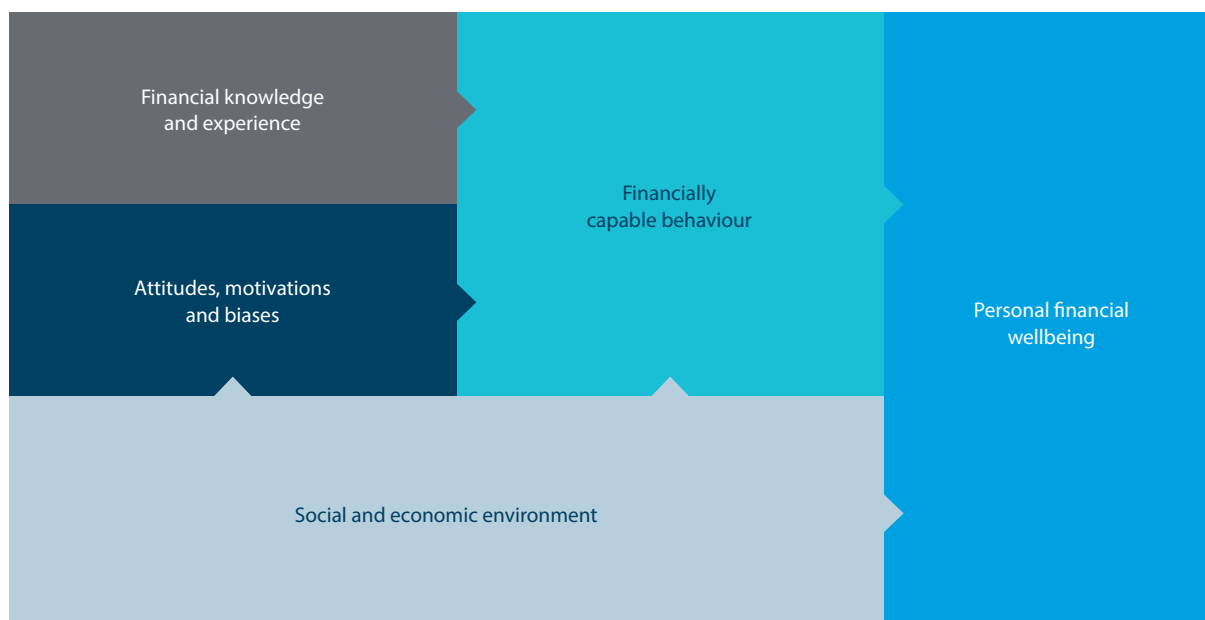 Financial knowledge
and experience
Attitudes, motivations
and biases
Financially
capable behaviour
Personal financial
wellbeing
Social and economic environment